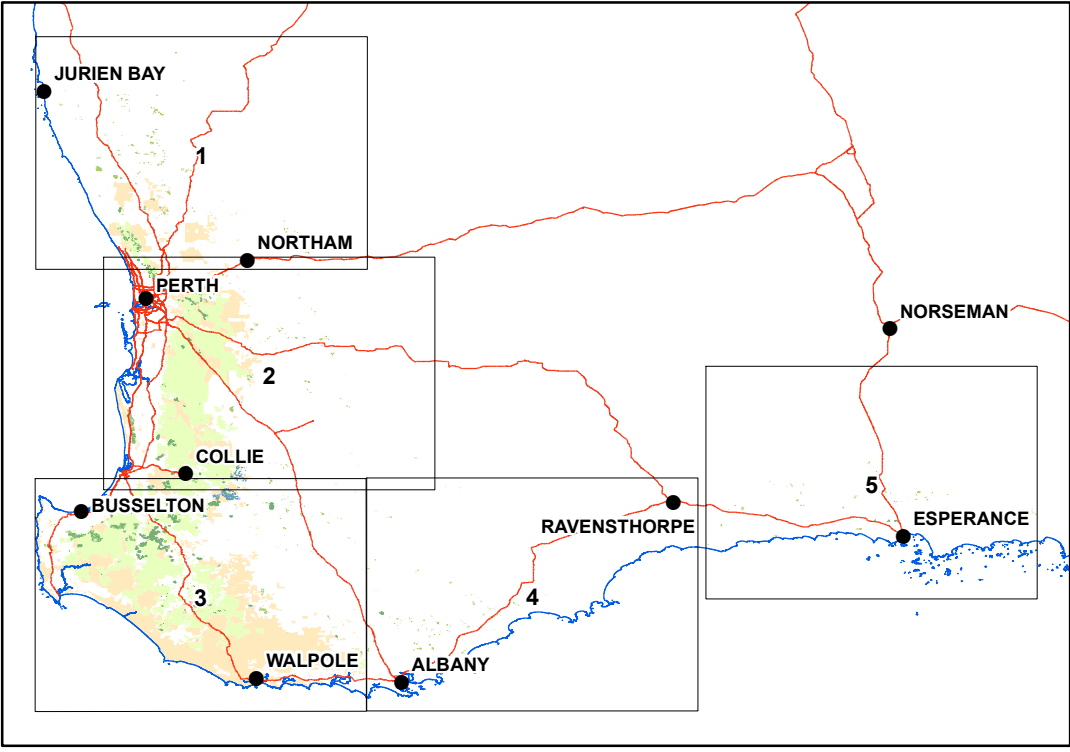 JURIEN BAY
1
NORTHAM
PERTH
NORSEMAN
2
COLLIE
5
BUSSELTON
ESPERANCE
RAVENSTHORPE
3
4
WALPOLE
ALBANY